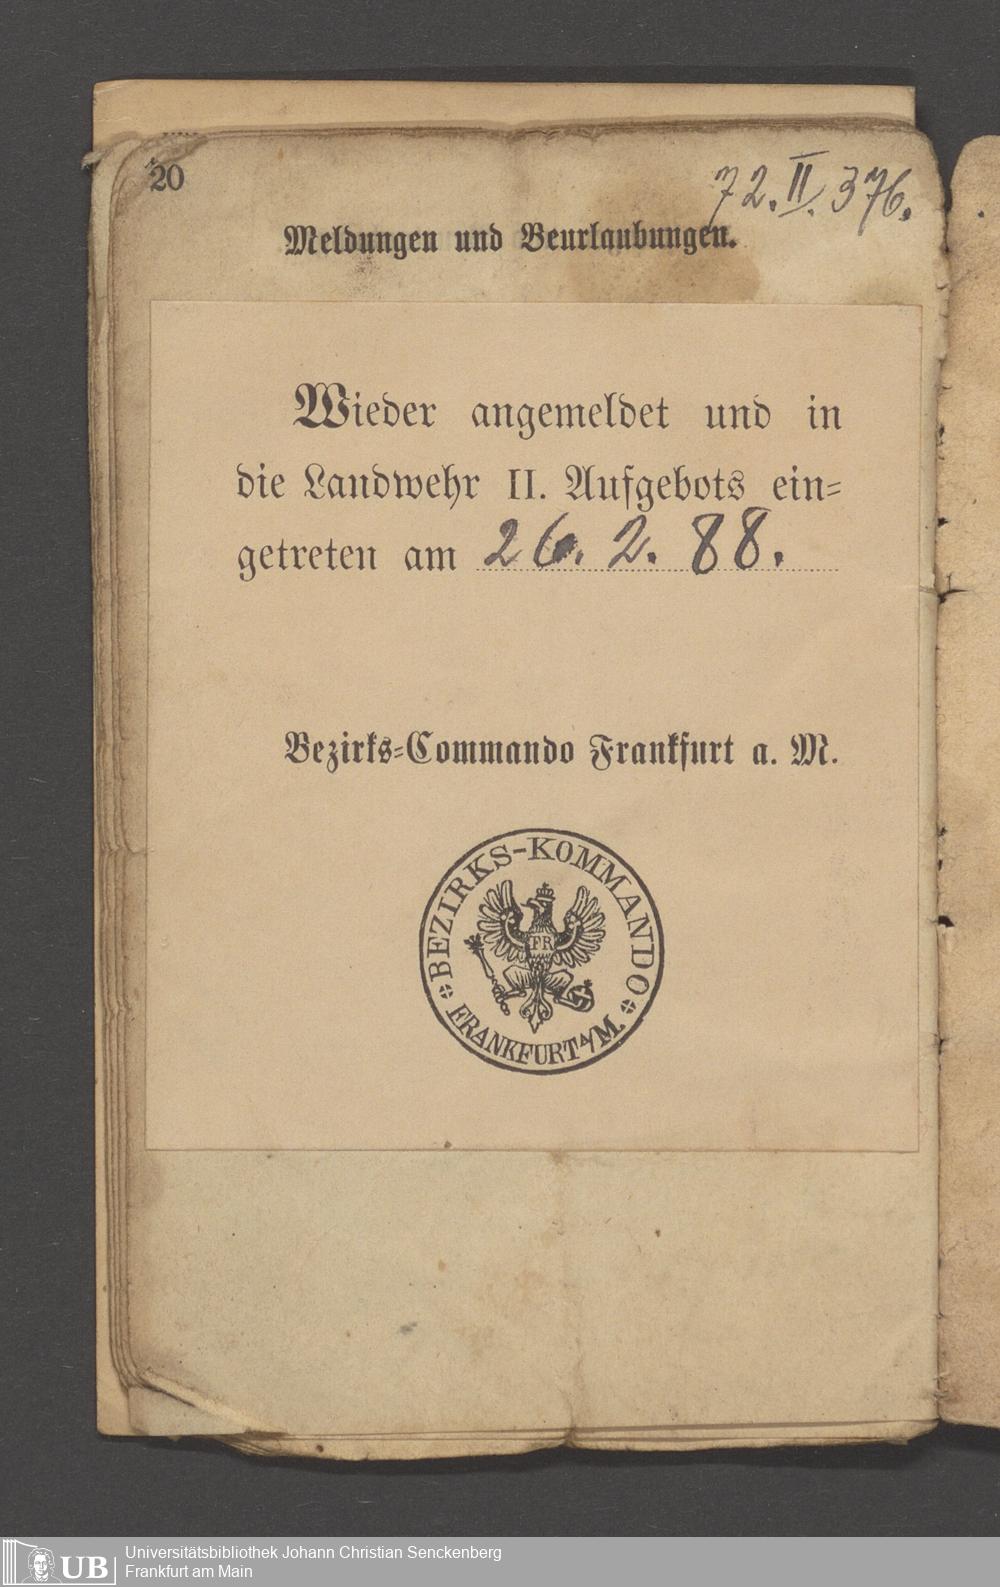 20
72. II. 376.
Meldungen und Beurlaubungen.
Wieder angemeldet und in
die Landwehr II. Aufgebots ein-
getreten am 26. 2. 88.
Bezirks-Commando Frankfurt a. M.
BEZIRKS-KOMMANDO
FR
FRANKFURT A/M.
UB
Universitätsbibliothek Johann Christian Senckenberg
Frankfurt am Main